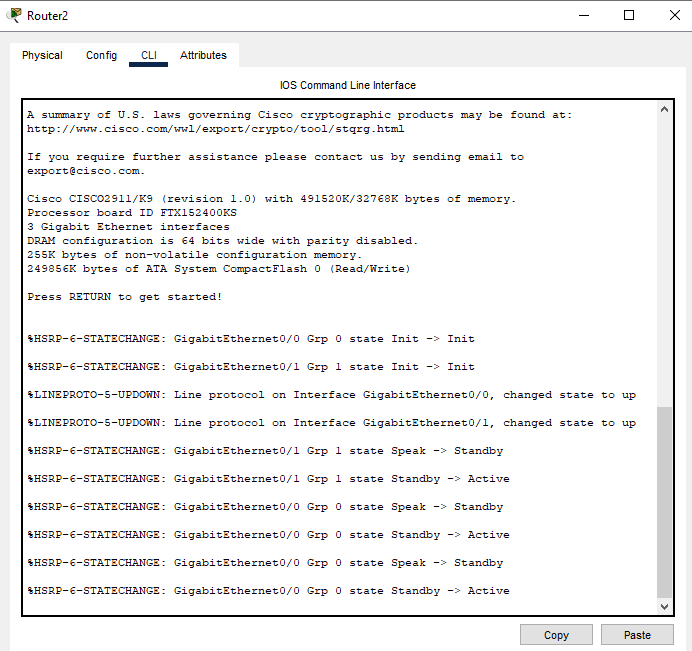 Router2
Physical Config CLI Attributes
IOS Command Line Interface
A summary of U.S. laws governing Cisco cryptographic products may be found at:
http://www.cisco.com/wwl/export/crypto/tool/stqrg.html
If you require further assistance please contact us by sending email to
export@cisco.com.
Cisco CISCO2911/K9 (revision 1.0) with 491520K/32768K bytes of memory.
Processor board ID FTX152400KS
3 Gigabit Ethernet interfaces
DRAM configuration is 64 bits wide with parity disabled.
255K bytes of non-volatile configuration memory.
249856K bytes of ATA System CompactFlash 0 (Read/Write)
Press RETURN to get started!
%HSRP-6-STATECHANGE: GigabitEthernet0/0 Grp 0 state Init -> Init
%HSRP-6-STATECHANGE: GigabitEthernet0/1 Grp 1 state Init -> Init
%LINEPROTO-5-UPDOWN: Line protocol on Interface GigabitEthernet0/0, changed state to up
%LINEPROTO-5-UPDOWN: Line protocol on Interface GigabitEthernet0/1, changed state to up
%HSRP-6-STATECHANGE: GigabitEthernet0/1 Grp 1 state Speak -> Standby
%HSRP-6-STATECHANGE: GigabitEthernet0/1 Grp 1 state Standby -> Active
%HSRP-6-STATECHANGE: GigabitEthernet0/0 Grp 0 state Speak -> Standby
%HSRP-6-STATECHANGE: GigabitEthernet0/0 Grp 0 state Standby -> Active
%HSRP-6-STATECHANGE: GigabitEthernet0/0 Grp 0 state Speak -> Standby
%HSRP-6-STATECHANGE: GigabitEthernet0/0 Grp 0 state Standby -> Active
Copy Paste